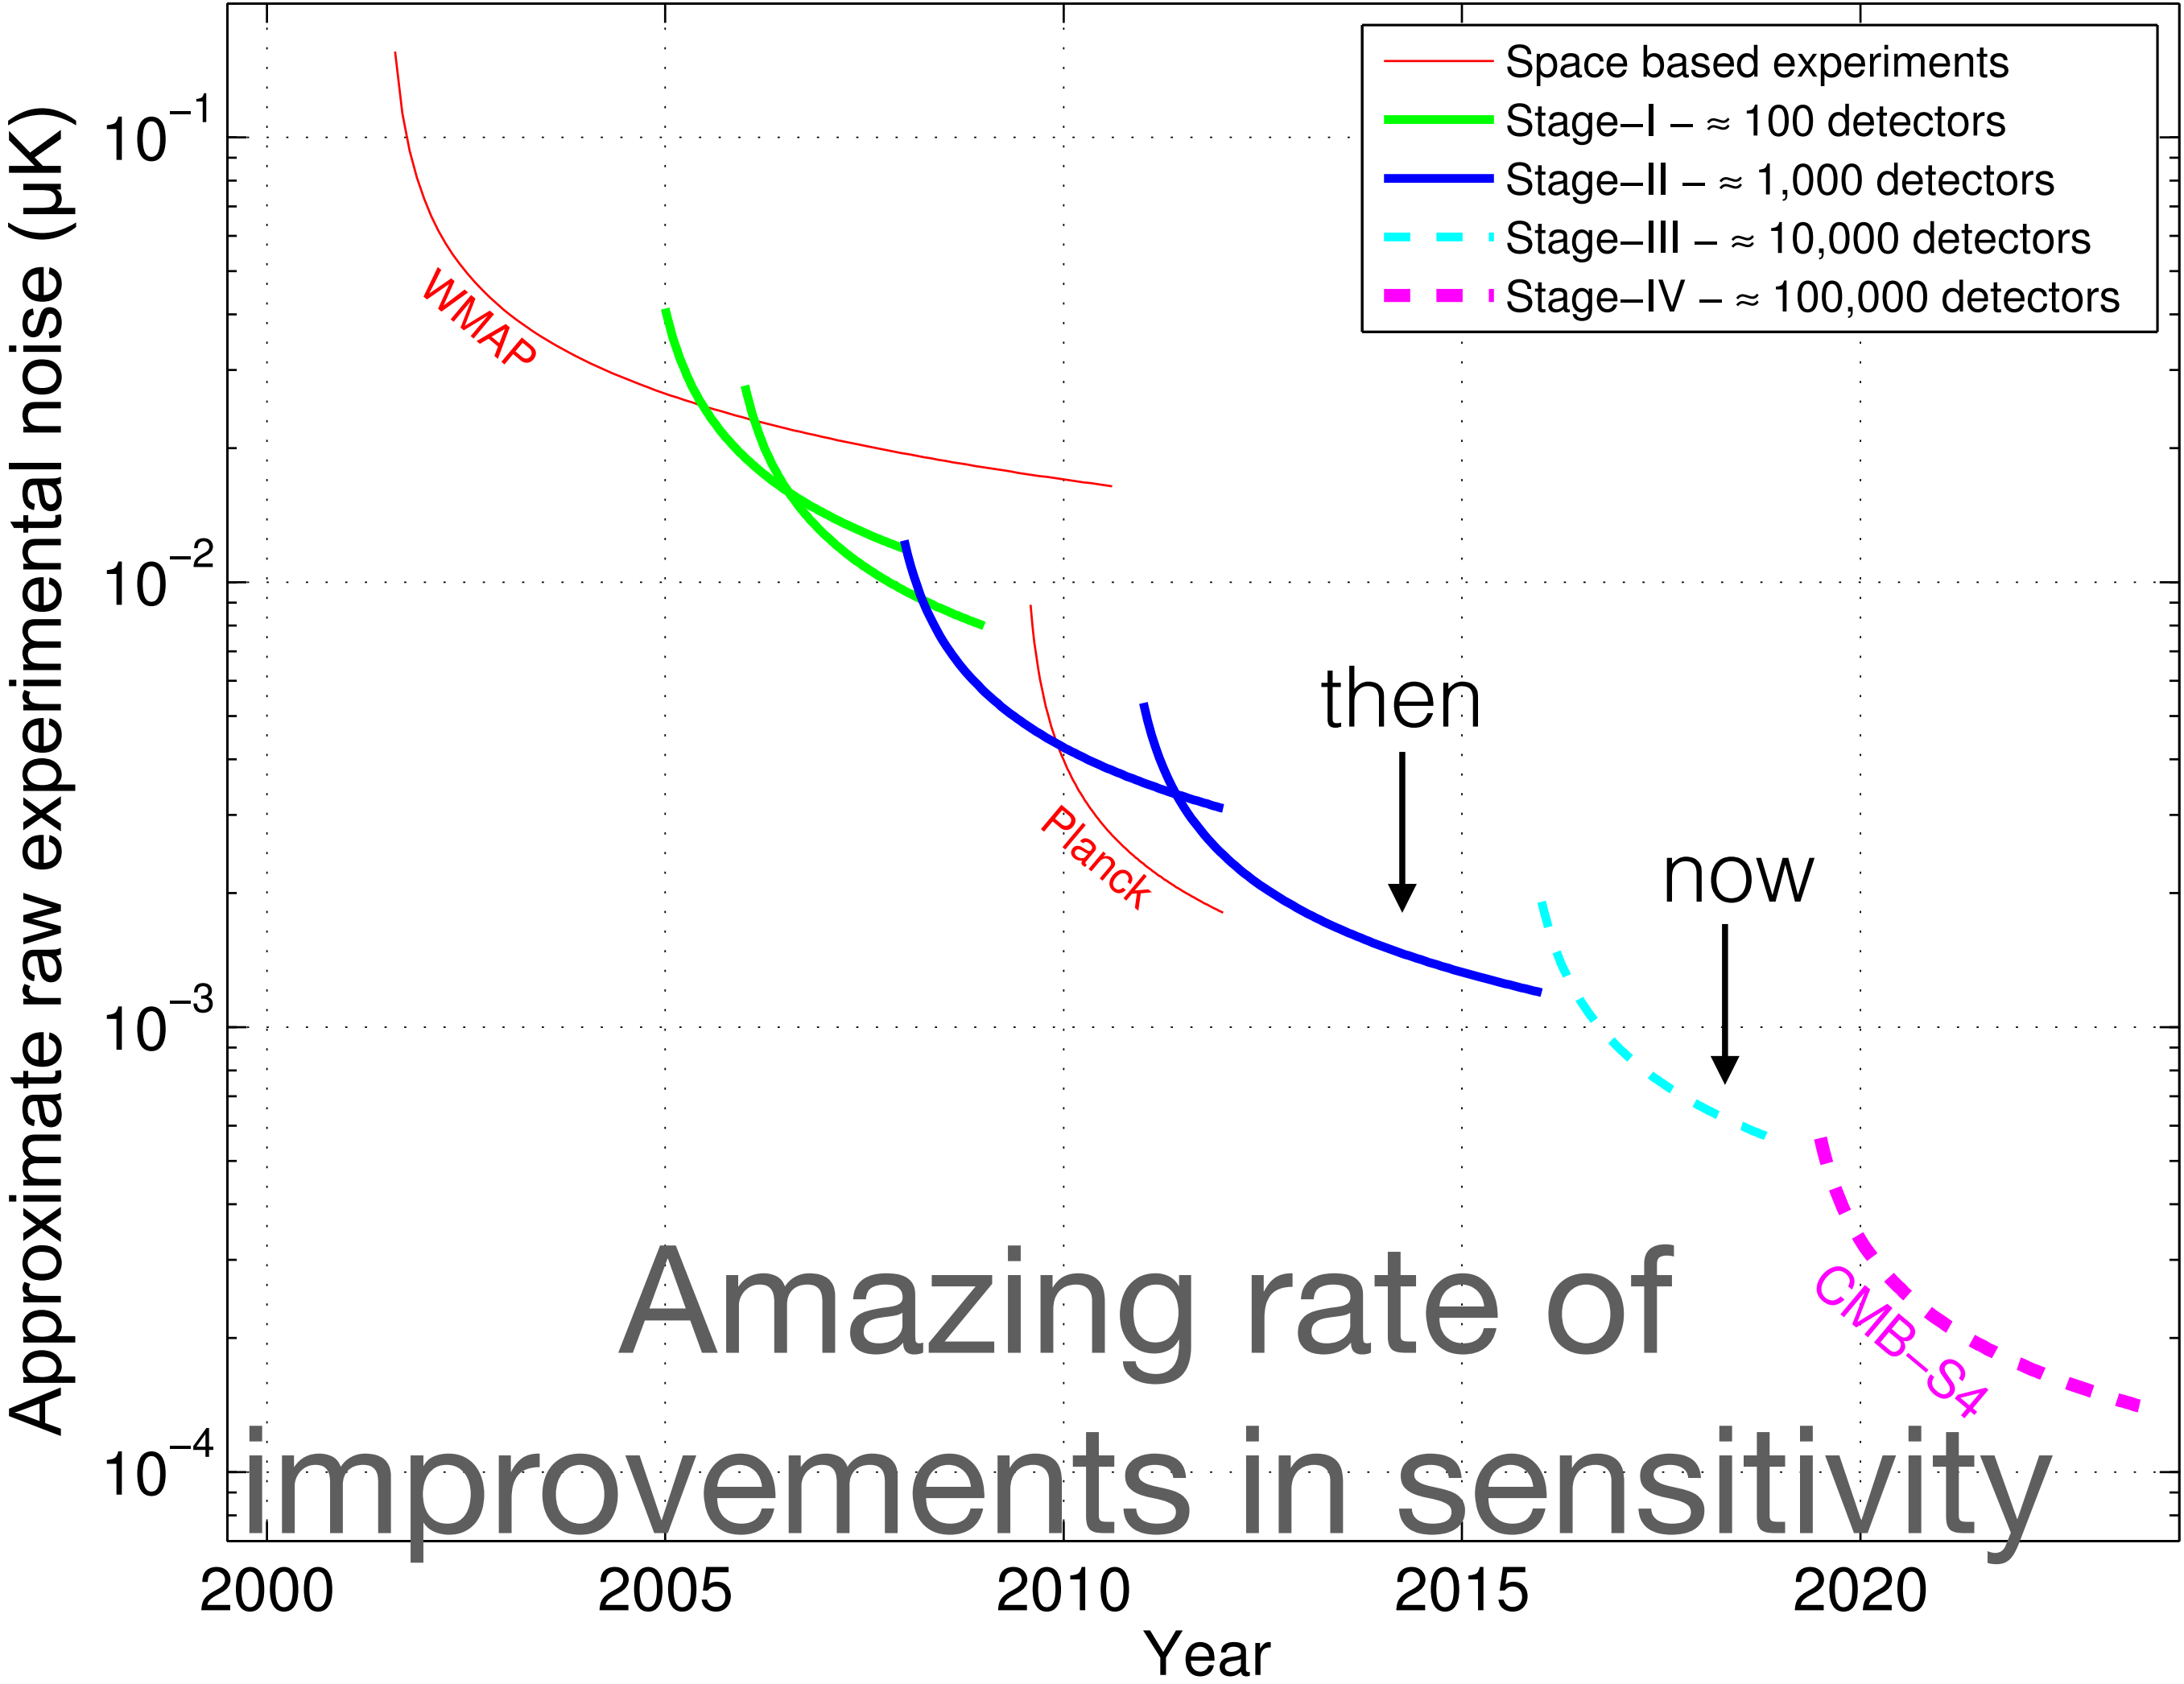 Approximate raw experimental noise (μK)
10−1
10−2
10−3
10−4
Space based experiments
Stage−I − ≈ 100 detectors
Stage−II − ≈ 1,000 detectors
Stage−III − ≈ 10,000 detectors
Stage−IV − ≈ 100,000 detectors
WMAP
then
Planck
now
CMB−S4
Amazing rate of
improvements in sensitivity
2000 2005 2010 2015 2020
Year